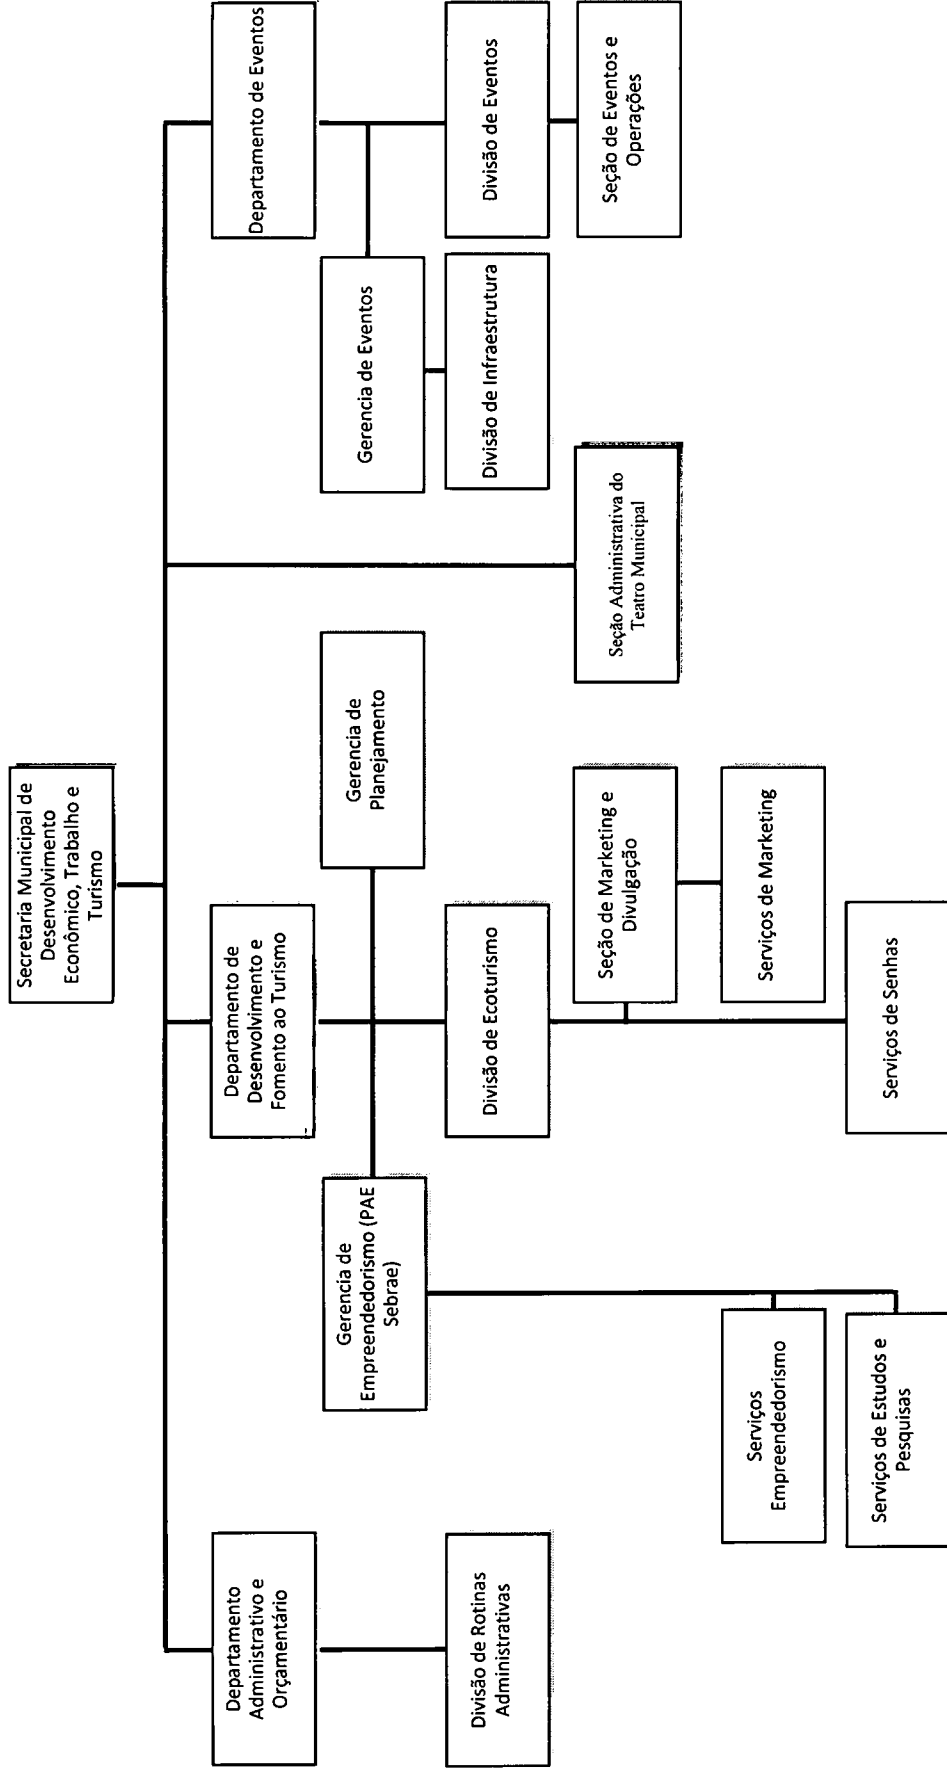 Secretaria Municipal de
Desenvolvimento
Econômico, Trabalho e
Turismo
Departamento
Administrativo e
Orçamentário
Departamento de
Desenvolvimento e
Fomento ao Turismo
Departamento de Eventos
Gerencia de
Empreendedorismo (PAE
Sebrae)
Gerencia de
Planejamento
Gerencia de Eventos
Divisão de Rotinas
Administrativas
Divisão de Ecoturismo
Divisão de Infraestrutura
Divisão de Eventos
Seção de Marketing e
Divulgação
Seção Administrativa do
Teatro Municipal
Seção de Eventos e
Operações
Serviços
Empreendedorismo
Serviços de Marketing
Serviços de Estudos e
Pesquisas
Serviços de Senhas